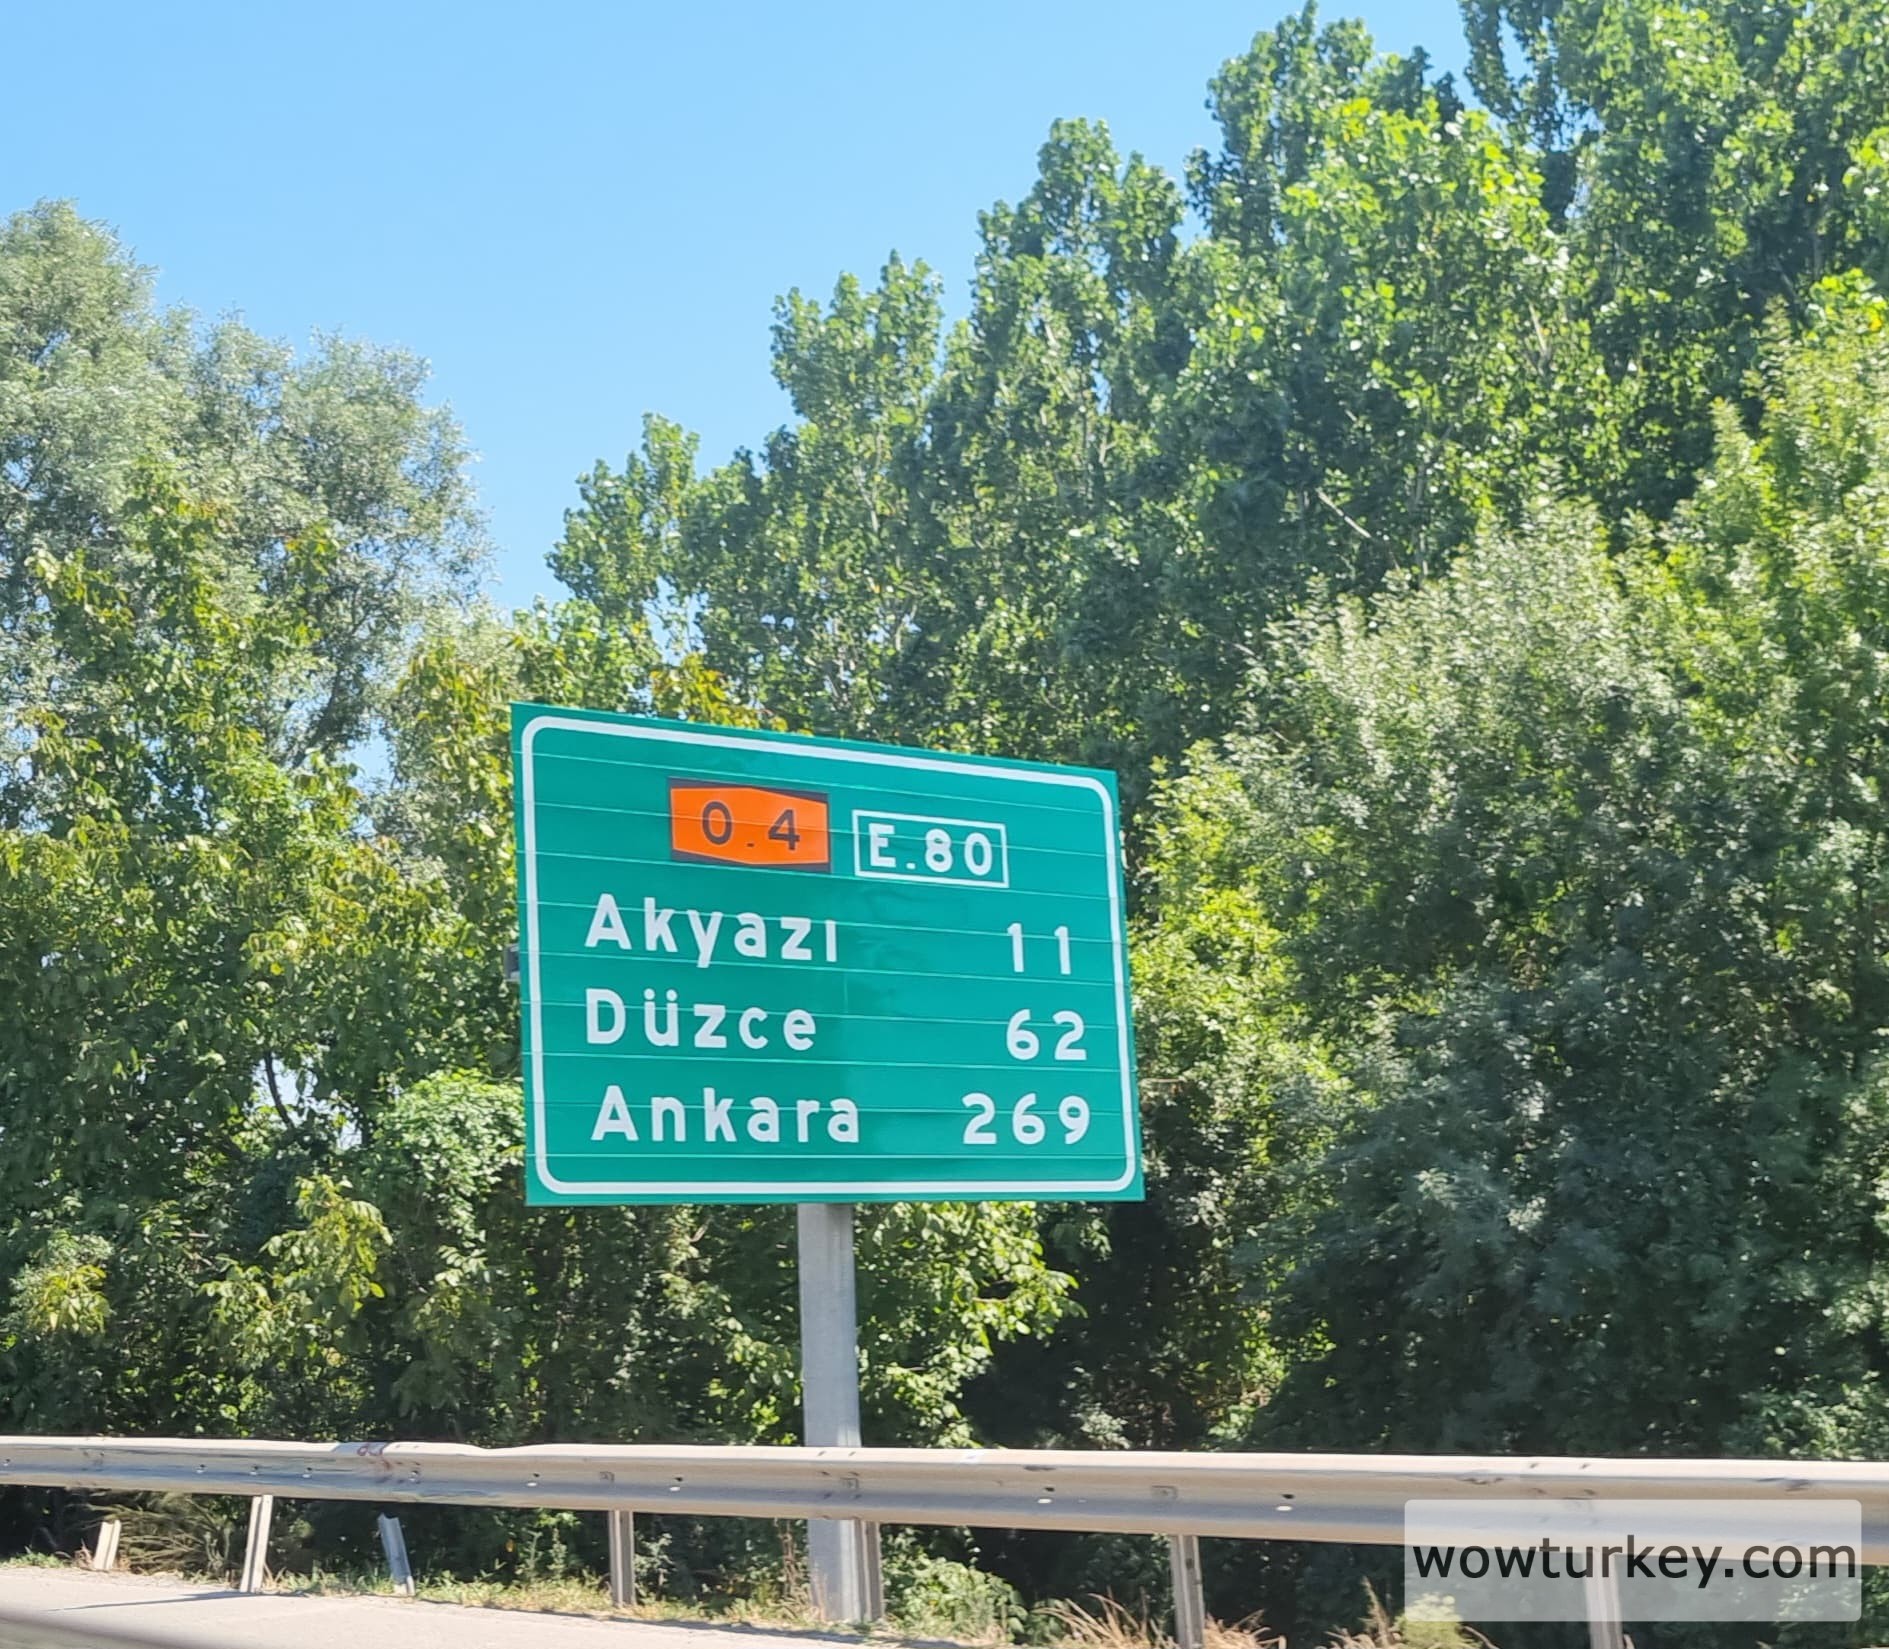 O.4 E.80
Akyazı 11
Düzce 62
Ankara 269
wowturkey.com